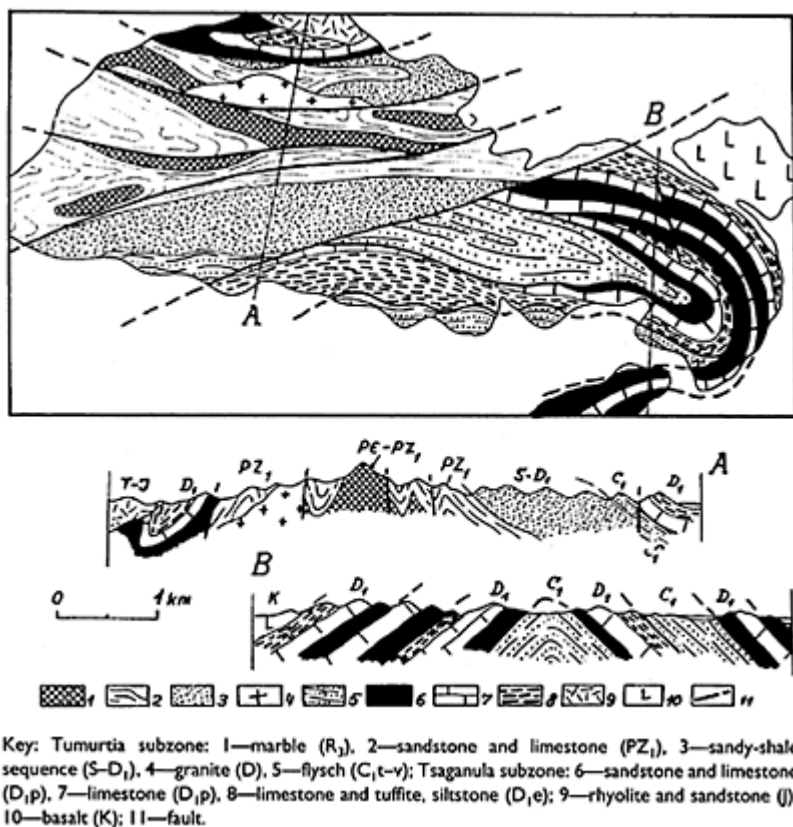 B
L L
L L L
L L
A
A
T-J D₁ PZ₁ PЄ-PZ₁ PZ₁ S-D₁ C₁ D₁
C₁
B
0 1 km
K D₁ D₁ C₁ D₁ C₁ D₁
L
1 2 3 4 5 6 7 8 9 10 11
Key: Tumurtia subzone: 1—marble (R₃), 2—sandstone and limestone (PZ₁), 3—sandy-shale
sequence (S–D₁), 4—granite (D), 5—flysch (C₁t–v); Tsaganula subzone: 6—sandstone and limestone
(D₁p), 7—limestone (D₁p), 8—limestone and tuffite, siltstone (D₁e); 9—rhyolite and sandstone (J)
10—basalt (K); 11—fault.